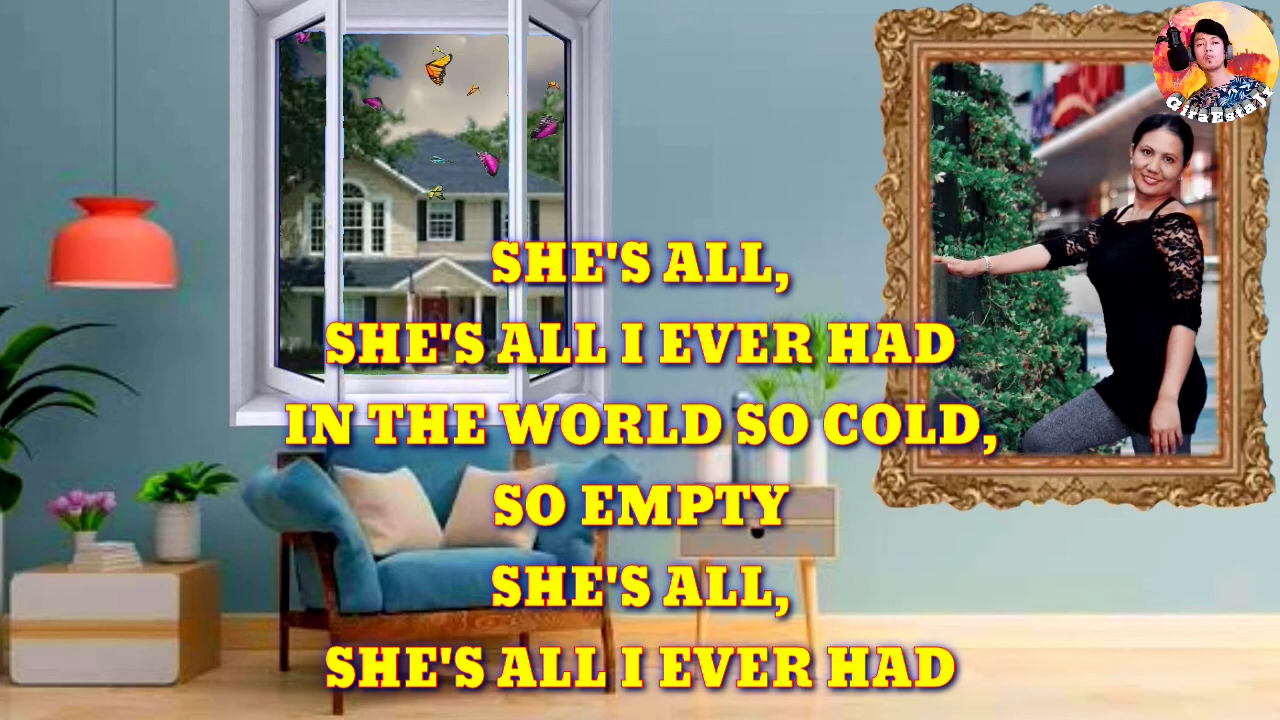 GiraEstaJr
SHE'S ALL,
SHE'S ALL I EVER HAD
IN THE WORLD SO COLD,
SO EMPTY
SHE'S ALL,
SHE'S ALL I EVER HAD